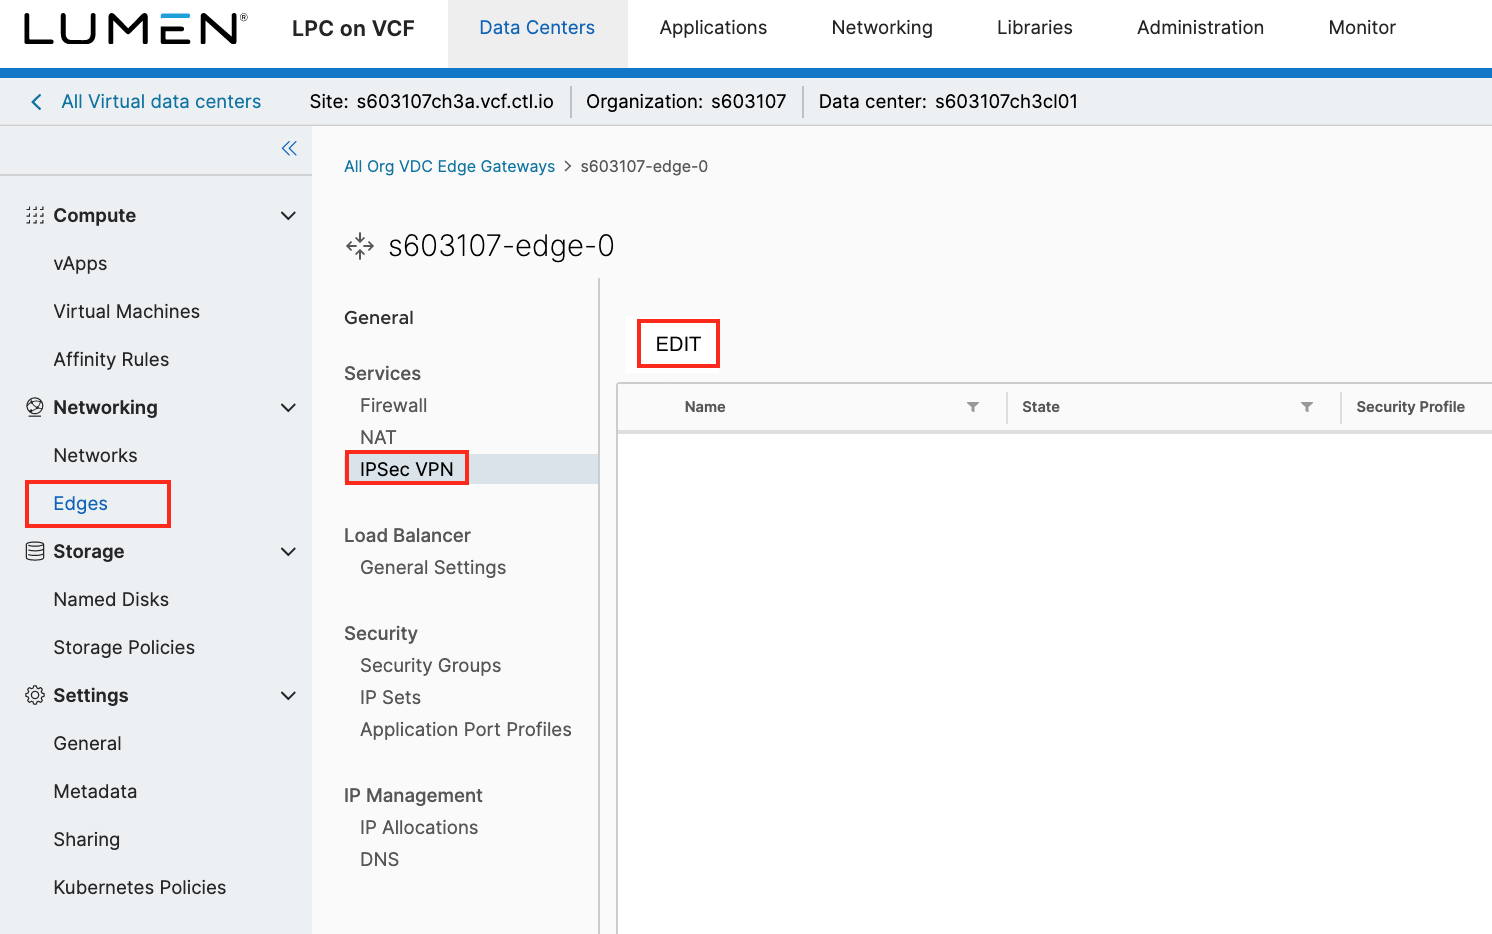 LUMEN®
LPC on VCF
Data Centers
Applications
Networking
Libraries
Administration
Monitor
All Virtual data centers
Site: s603107ch3a.vcf.ctl.io
Organization: s603107
Data center: s603107ch3cl01
Compute
vApps
Virtual Machines
Affinity Rules
Networking
Networks
Edges
Storage
Named Disks
Storage Policies
Settings
General
Metadata
Sharing
Kubernetes Policies
All Org VDC Edge Gateways > s603107-edge-0
s603107-edge-0
General
Services
Firewall
NAT
IPSec VPN
Load Balancer
General Settings
Security
Security Groups
IP Sets
Application Port Profiles
IP Management
IP Allocations
DNS
EDIT
Name
State
Security Profile